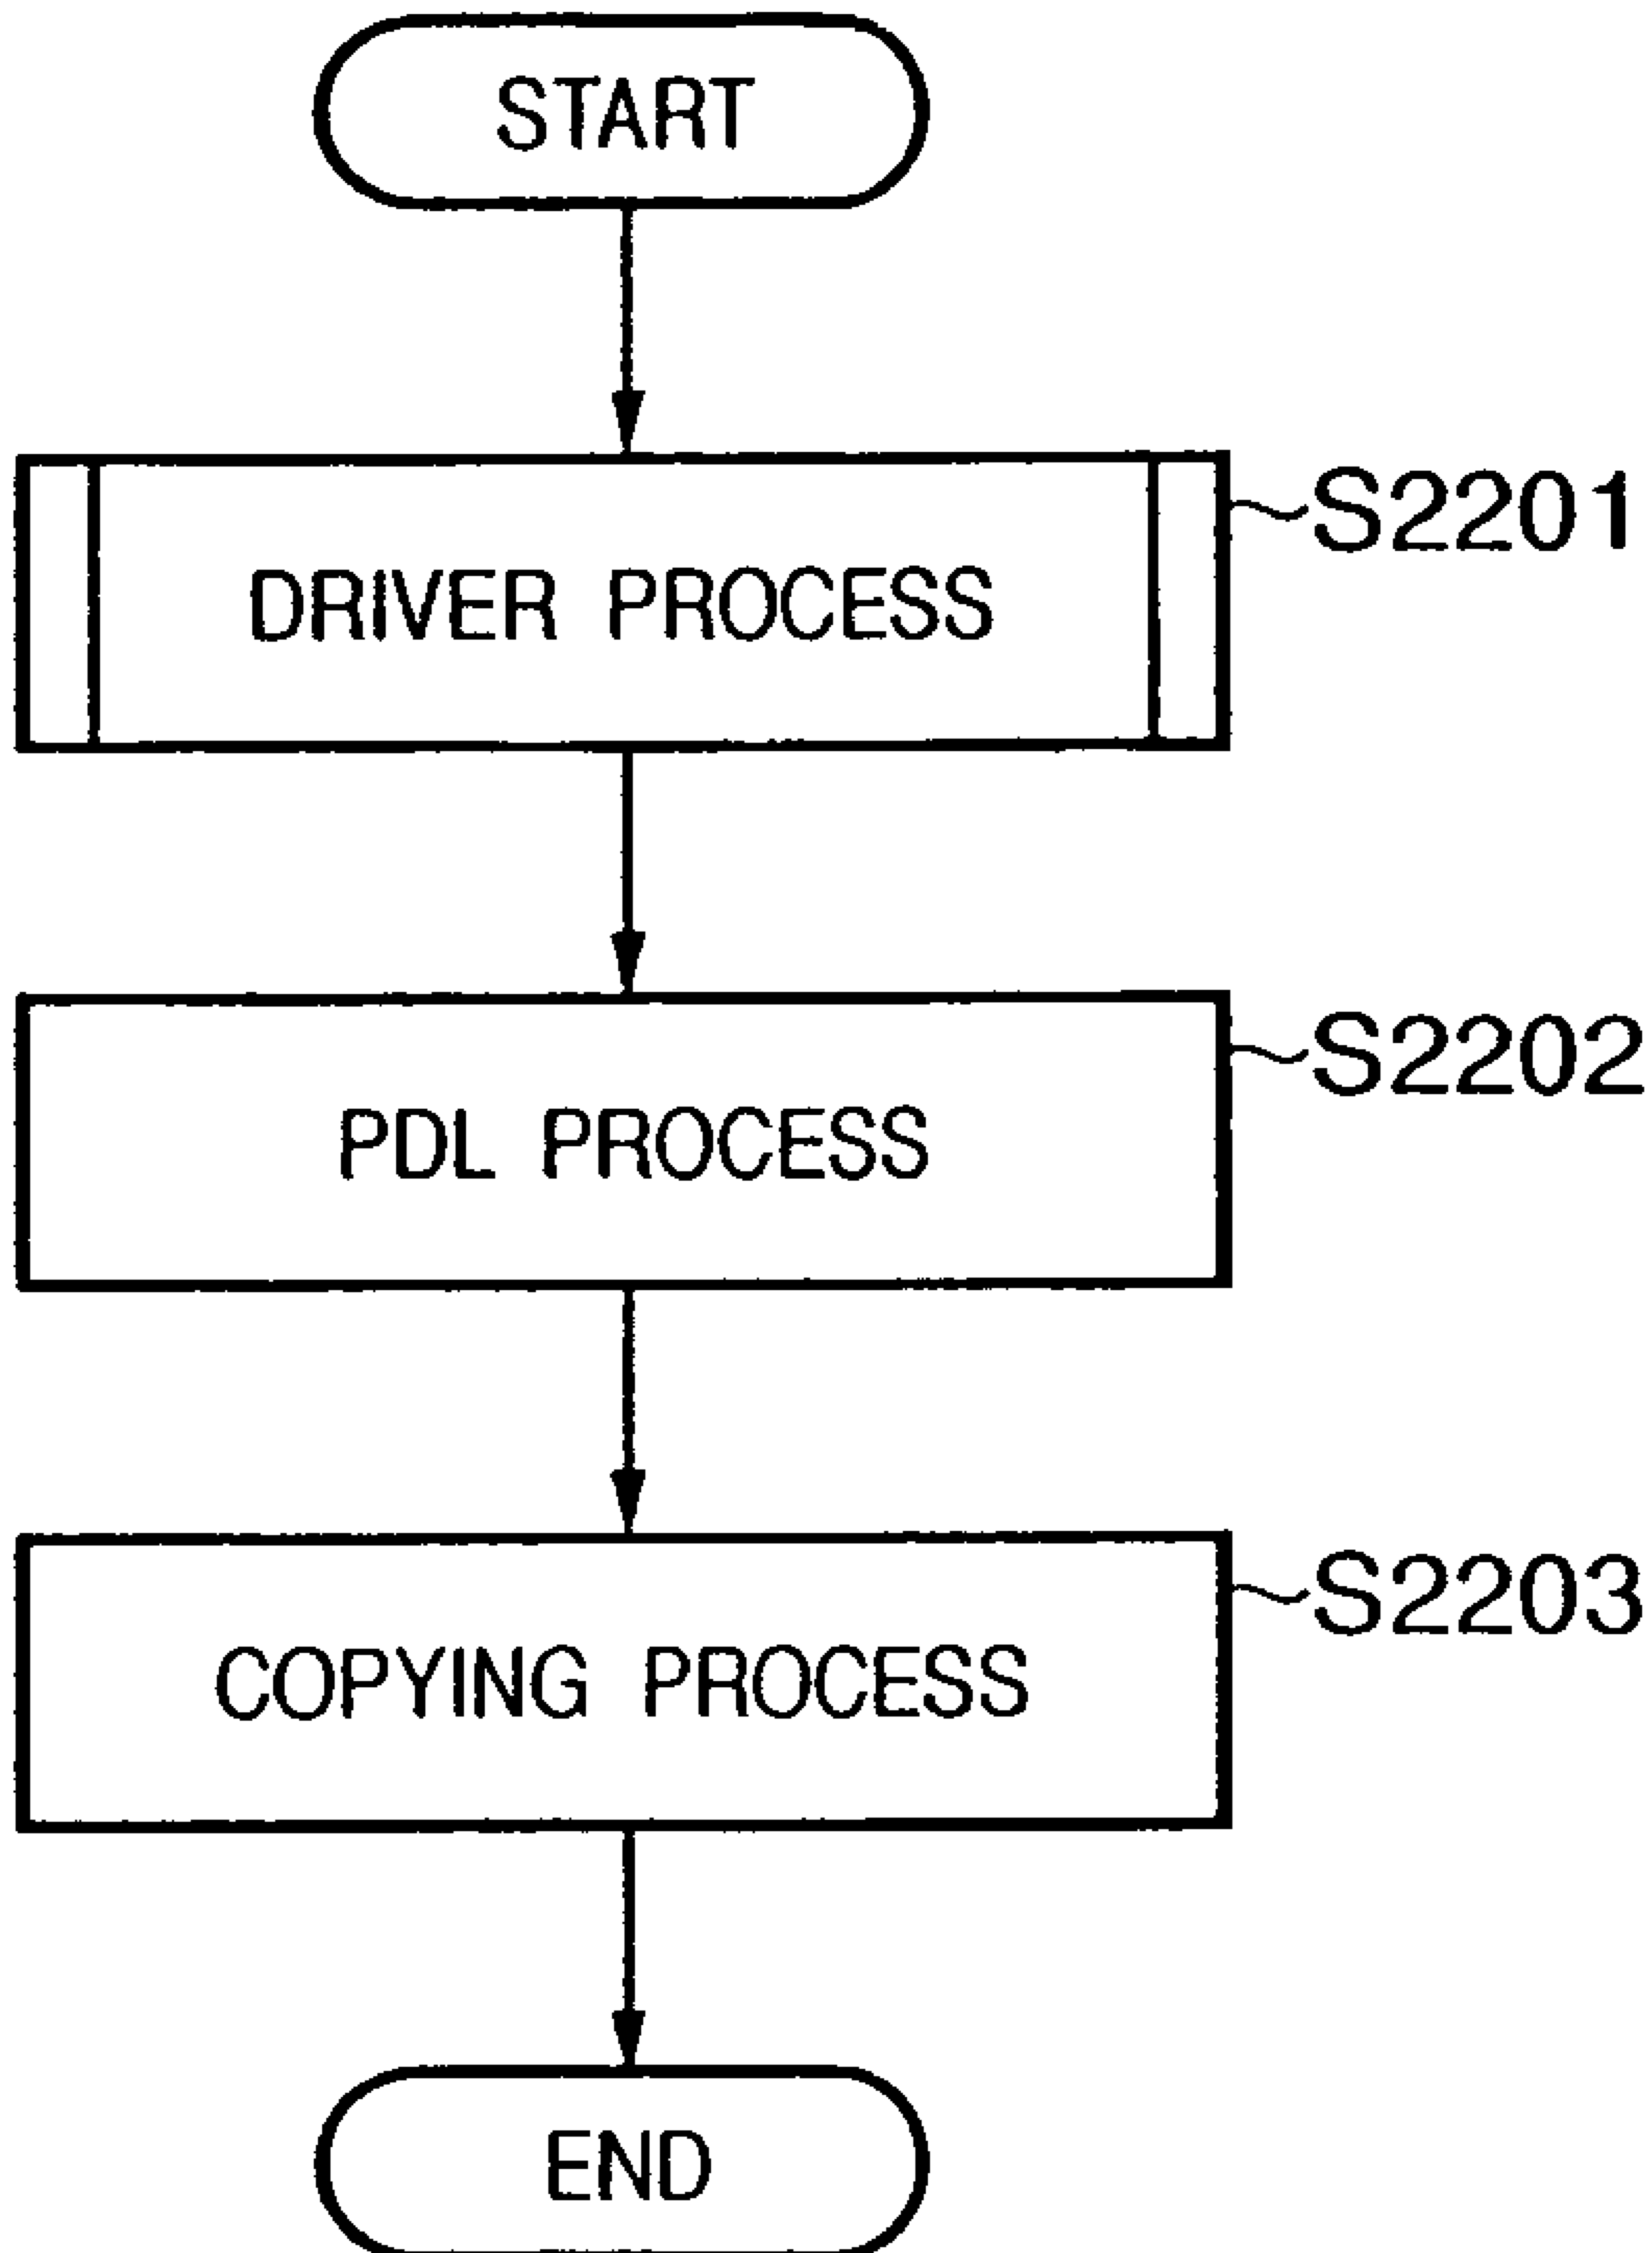 START
DRIVER PROCESS
S2201
PDL PROCESS
S2202
COPYING PROCESS
S2203
END